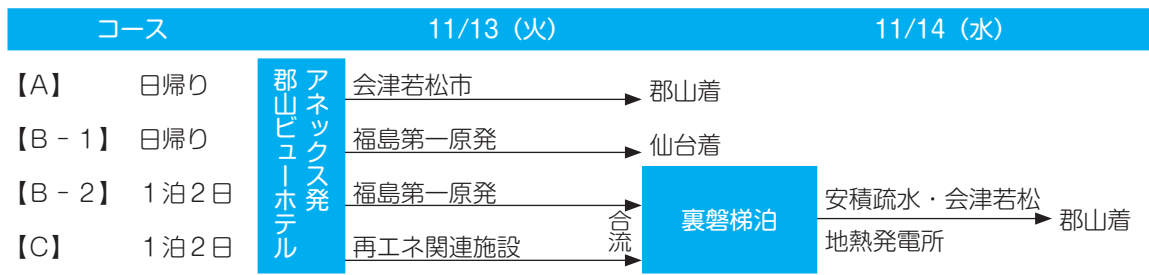 コース 11/13（火） 11/14（水）
郡山ビューホテル
アネックス発
【A】 日帰り 会津若松市 郡山着
【B‐1】 日帰り 福島第一原発 仙台着
【B‐2】 1泊2日 福島第一原発
【C】 1泊2日 再エネ関連施設
合流
裏磐梯泊
安積疏水・会津若松
地熱発電所
郡山着